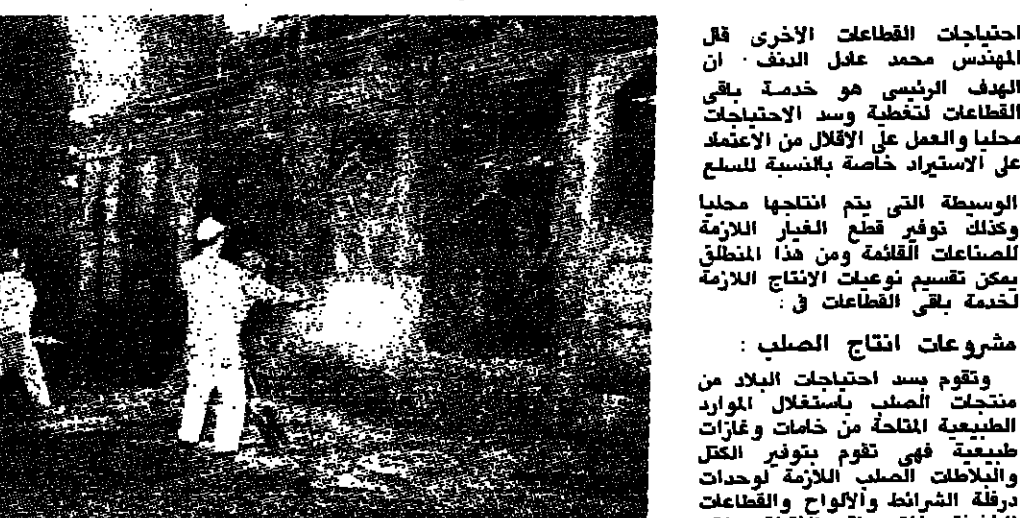 احتياجات القطاعات الاخرى قال
المهندس محمد عادل الدنف . ان
الهدف الرئيسى هو خدمة باقى
القطاعات لتغطية وسد الاحتياجات
محليا والعمل على الاقلال من الاعتماد
على الاستيراد خاصة بالنسبة للسلع
الوسيطة التى يتم انتاجها محليا
وكذلك توفير قطع الغيار اللازمة
للصناعات القائمة ومن هذا المنطلق
يمكن تقسيم نوعيات الانتاج اللازمة
لخدمة باقى القطاعات فى :
مشروعات انتاج الصلب :
وتقوم بسد احتياجات البلاد من
منتجات الصلب باستغلال الموارد
الطبيعية المتاحة من خامات وغازات
طبيعية فهى تقوم بتوفير الكتل
والبلاطات الصلب اللازمة لوحدات
درفلة الشرائط والألواح والقطاعات